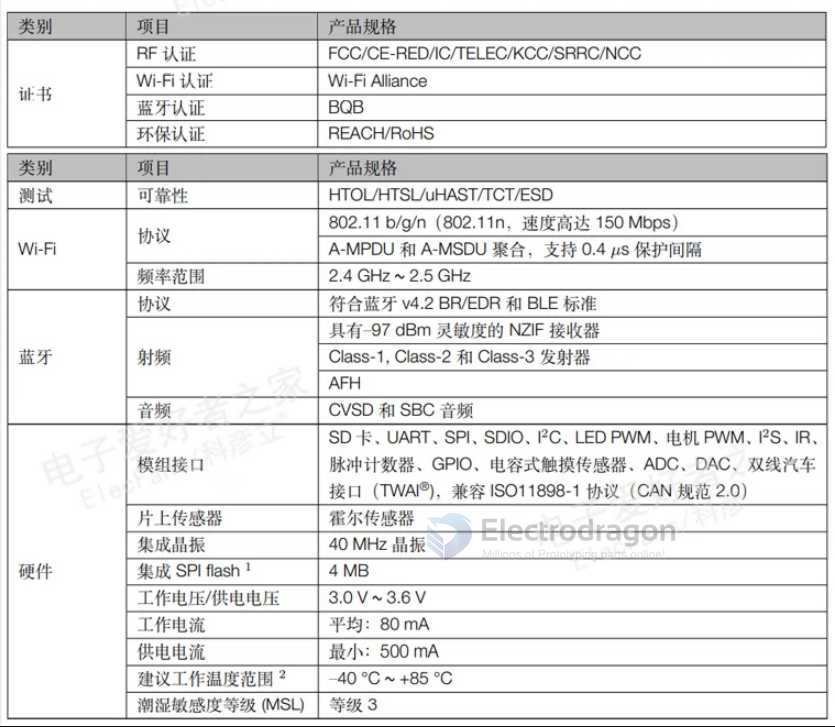 类别 项目 产品规格
证书 RF 认证 FCC/CE-RED/IC/TELEC/KCC/SRRC/NCC
Wi-Fi 认证 Wi-Fi Alliance
蓝牙认证 BQB
环保认证 REACH/RoHS
类别 项目 产品规格
测试 可靠性 HTOL/HTSL/uHAST/TCT/ESD
Wi-Fi 协议 802.11 b/g/n（802.11n，速度高达 150 Mbps）
A-MPDU 和 A-MSDU 聚合，支持 0.4 µs 保护间隔
频率范围 2.4 GHz ~ 2.5 GHz
蓝牙 协议 符合蓝牙 v4.2 BR/EDR 和 BLE 标准
射频 具有–97 dBm 灵敏度的 NZIF 接收器
Class-1, Class-2 和 Class-3 发射器
AFH
音频 CVSD 和 SBC 音频
硬件 模组接口 SD 卡、UART、SPI、SDIO、I²C、LED PWM、电机 PWM、I²S、IR、
脉冲计数器、GPIO、电容式触摸传感器、ADC、DAC、双线汽车
接口（TWAI®)，兼容 ISO11898-1 协议（CAN 规范 2.0）
片上传感器 霍尔传感器
集成晶振 40 MHz 晶振
集成 SPI flash ¹ 4 MB
工作电压/供电电压 3.0 V ~ 3.6 V
工作电流 平均：80 mA
供电电流 最小：500 mA
建议工作温度范围 ² –40 °C ~ +85 °C
潮湿敏感度等级 (MSL) 等级 3
电子爱好者之家
ElecFans/科彦立
Electrodragon
Millions of Prototyping parts online!